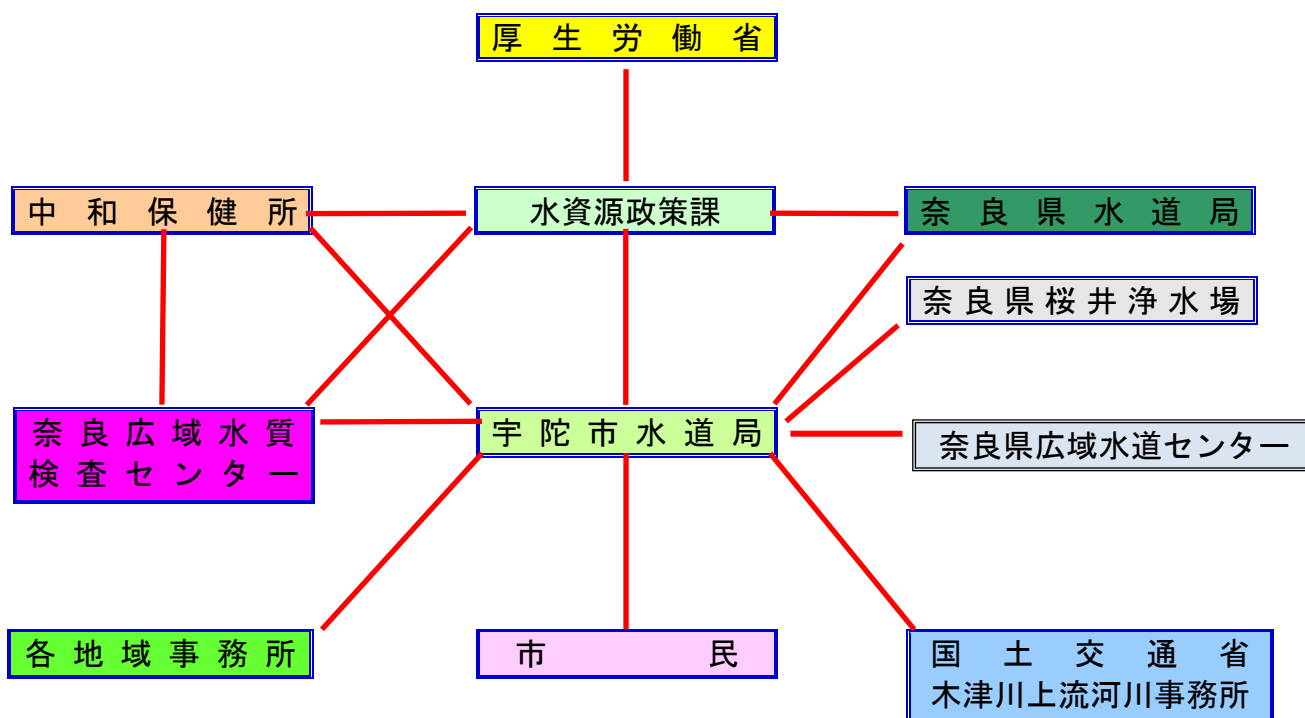 厚生労働省
中和保健所
水資源政策課
奈良県水道局
奈良県桜井浄水場
奈良広域水質
検査センター
宇陀市水道局
奈良県広域水道センター
各地域事務所
市民
国土交通省
木津川上流河川事務所